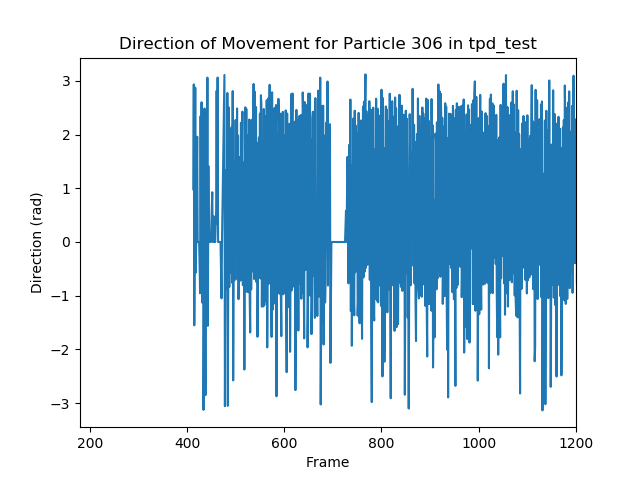 Direction of Movement for Particle 306 in tpd_test
3
2
1
0
−1
−2
−3
Direction (rad)
200 400 600 800 1000 1200
Frame